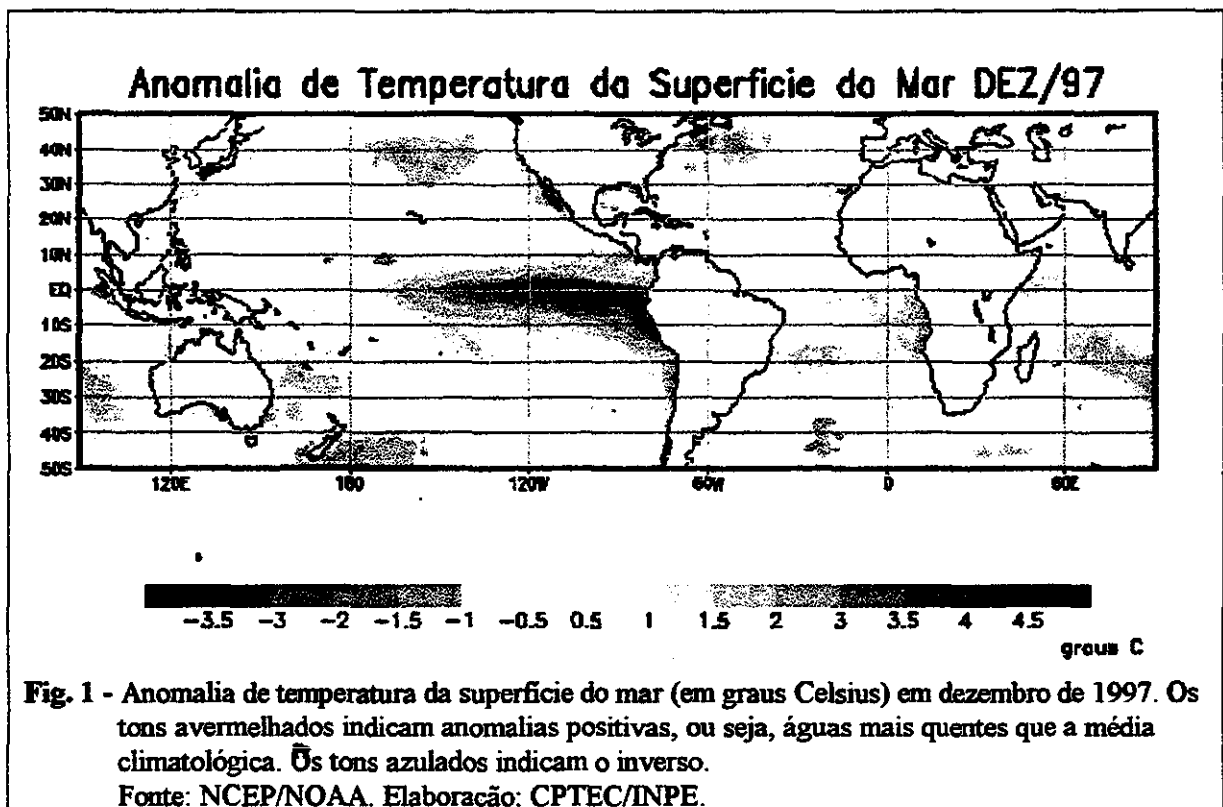 Anomalia de Temperatura da Superficie do Mar DEZ/97
50N
40N
30N
20N
10N
EQ
10S
20S
30S
40S
50S
120E 180 120W 60W 0 60E
-3.5 -3 -2 -1.5 -1 -0.5 0.5 1 1.5 2 3 3.5 4 4.5
graus C
Fig. 1 - Anomalia de temperatura da superfície do mar (em graus Celsius) em dezembro de 1997. Os
tons avermelhados indicam anomalias positivas, ou seja, águas mais quentes que a média
climatológica. Os tons azulados indicam o inverso.
Fonte: NCEP/NOAA. Elaboração: CPTEC/INPE.